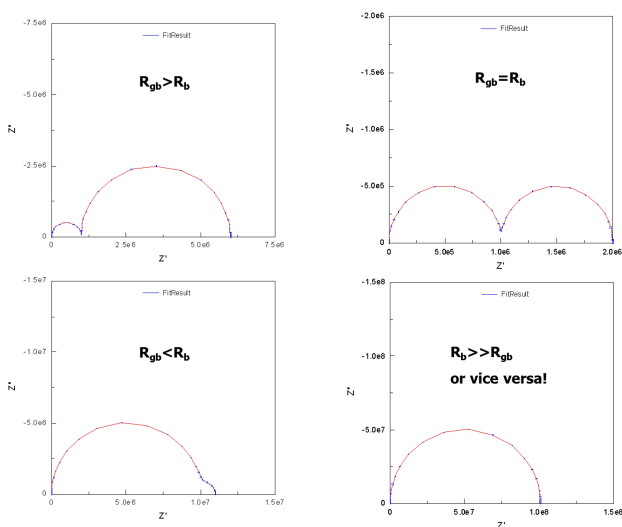 -7.5e6
FitResult
R_gb>R_b
-5.0e6
Z''
-2.5e6
0
0 2.5e6 5.0e6 7.5e6
Z'
-2.0e6
FitResult
R_gb=R_b
-1.5e6
-1.0e6
Z''
-5.0e5
0
0 5.0e5 1.0e6 1.5e6 2.0e6
Z'
-1.5e7
FitResult
R_gb<R_b
-1.0e7
Z''
-5.0e6
0
0 5.0e6 1.0e7 1.5e7
Z'
-1.5e8
FitResult
R_b>>R_gb
or vice versa!
-1.0e8
Z''
-5.0e7
0
0 5.0e7 1.0e8 1.5e8
Z'